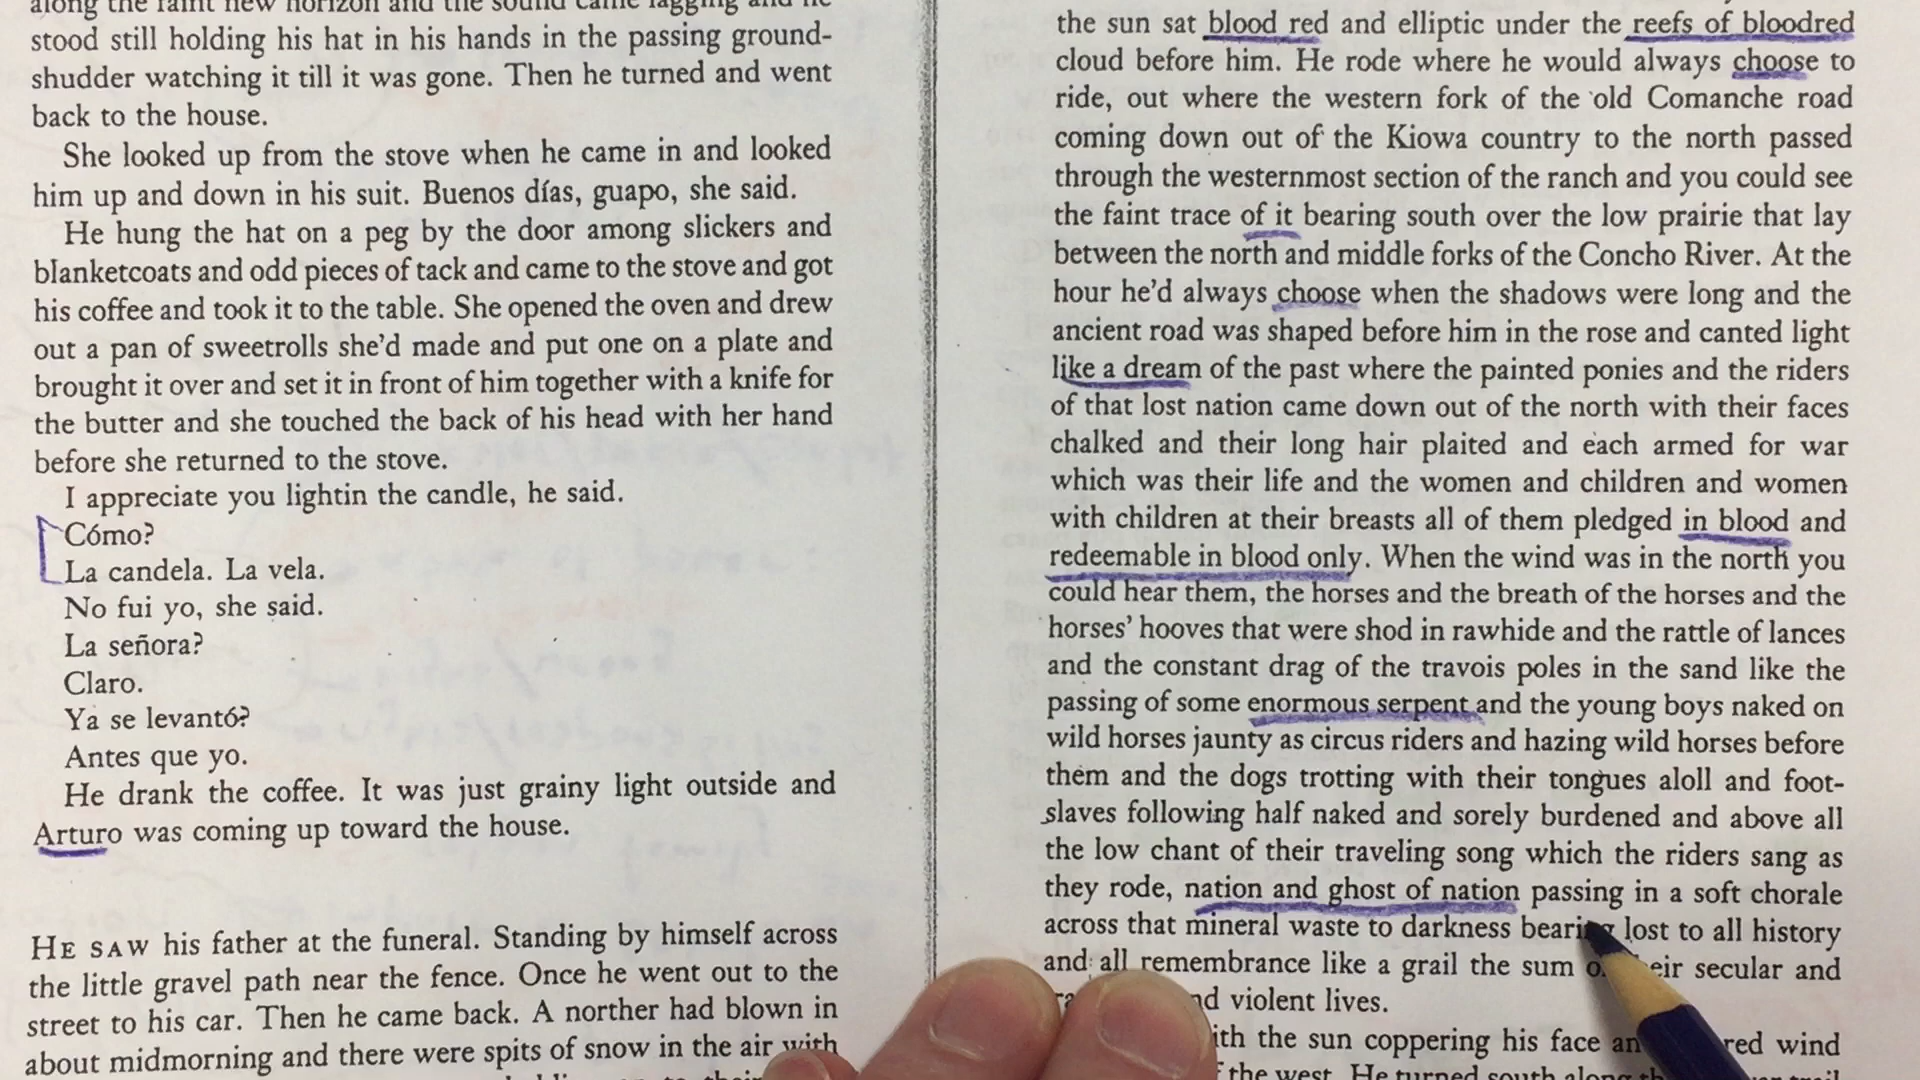 along the faint new horizon and the sound came lagging and he
stood still holding his hat in his hands in the passing ground-
shudder watching it till it was gone. Then he turned and went
back to the house.
She looked up from the stove when he came in and looked
him up and down in his suit. Buenos días, guapo, she said.
He hung the hat on a peg by the door among slickers and
blanketcoats and odd pieces of tack and came to the stove and got
his coffee and took it to the table. She opened the oven and drew
out a pan of sweetrolls she'd made and put one on a plate and
brought it over and set it in front of him together with a knife for
the butter and she touched the back of his head with her hand
before she returned to the stove.
I appreciate you lightin the candle, he said.
Cómo?
La candela. La vela.
No fui yo, she said.
La señora?
Claro.
Ya se levantó?
Antes que yo.
He drank the coffee. It was just grainy light outside and
Arturo was coming up toward the house.
HE SAW his father at the funeral. Standing by himself across
the little gravel path near the fence. Once he went out to the
street to his car. Then he came back. A norther had blown in
about midmorning and there were spits of snow in the air with
the sun sat blood red and elliptic under the reefs of bloodred
cloud before him. He rode where he would always choose to
ride, out where the western fork of the old Comanche road
coming down out of the Kiowa country to the north passed
through the westernmost section of the ranch and you could see
the faint trace of it bearing south over the low prairie that lay
between the north and middle forks of the Concho River. At the
hour he'd always choose when the shadows were long and the
ancient road was shaped before him in the rose and canted light
like a dream of the past where the painted ponies and the riders
of that lost nation came down out of the north with their faces
chalked and their long hair plaited and each armed for war
which was their life and the women and children and women
with children at their breasts all of them pledged in blood and
redeemable in blood only. When the wind was in the north you
could hear them, the horses and the breath of the horses and the
horses' hooves that were shod in rawhide and the rattle of lances
and the constant drag of the travois poles in the sand like the
passing of some enormous serpent and the young boys naked on
wild horses jaunty as circus riders and hazing wild horses before
them and the dogs trotting with their tongues aloll and foot-
slaves following half naked and sorely burdened and above all
the low chant of their traveling song which the riders sang as
they rode, nation and ghost of nation passing in a soft chorale
across that mineral waste to darkness bearing lost to all history
and all remembrance like a grail the sum of their secular and
violent lives.
the sun coppering his face red wind
the west. He turned south along